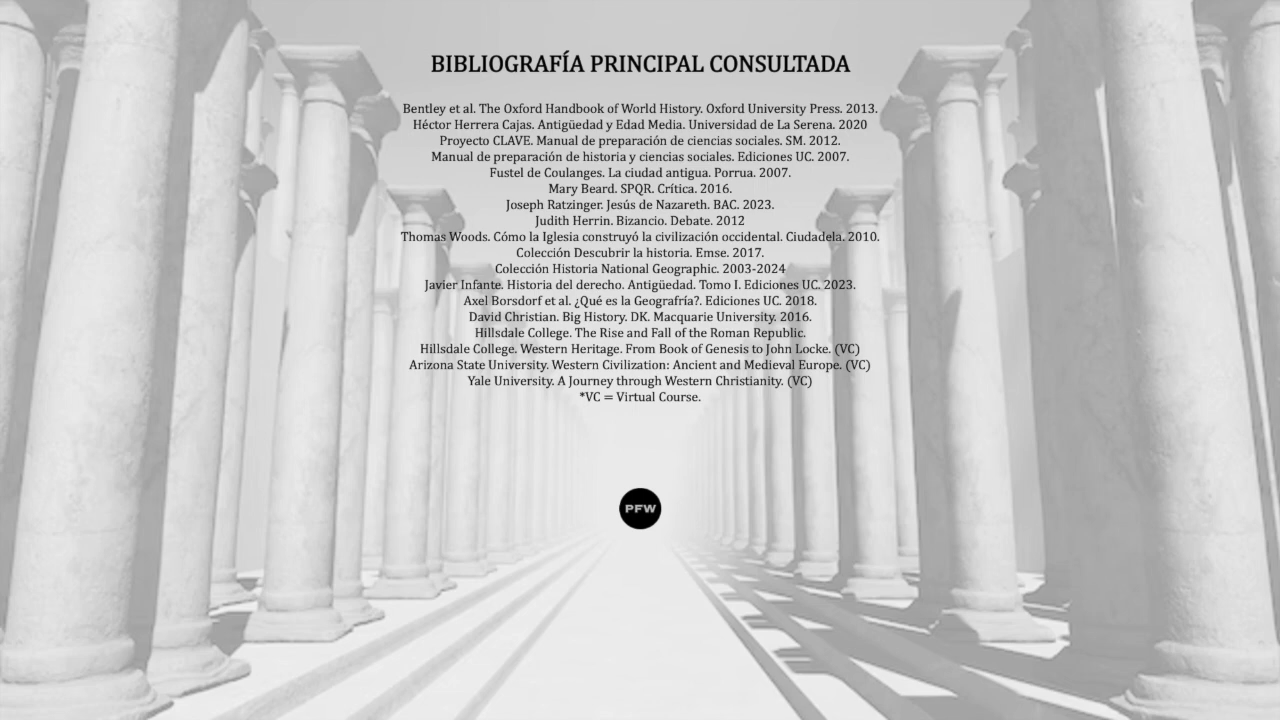 BIBLIOGRAFÍA PRINCIPAL CONSULTADA
Bentley et al. The Oxford Handbook of World History. Oxford University Press. 2013.
Héctor Herrera Cajas. Antigüedad y Edad Media. Universidad de La Serena. 2020
Proyecto CLAVE. Manual de preparación de ciencias sociales. SM. 2012.
Manual de preparación de historia y ciencias sociales. Ediciones UC. 2007.
Fustel de Coulanges. La ciudad antigua. Porrua. 2007.
Mary Beard. SPQR. Crítica. 2016.
Joseph Ratzinger. Jesús de Nazareth. BAC. 2023.
Judith Herrin. Bizancio. Debate. 2012
Thomas Woods. Cómo la Iglesia construyó la civilización occidental. Ciudadela. 2010.
Colección Descubrir la historia. Emse. 2017.
Colección Historia National Geographic. 2003-2024
Javier Infante. Historia del derecho. Antigüedad. Tomo I. Ediciones UC. 2023.
Axel Borsdorf et al. ¿Qué es la Geografría?. Ediciones UC. 2018.
David Christian. Big History. DK. Macquarie University. 2016.
Hillsdale College. The Rise and Fall of the Roman Republic.
Hillsdale College. Western Heritage. From Book of Genesis to John Locke. (VC)
Arizona State University. Western Civilization: Ancient and Medieval Europe. (VC)
Yale University. A Journey through Western Christianity. (VC)
*VC = Virtual Course.
PFW